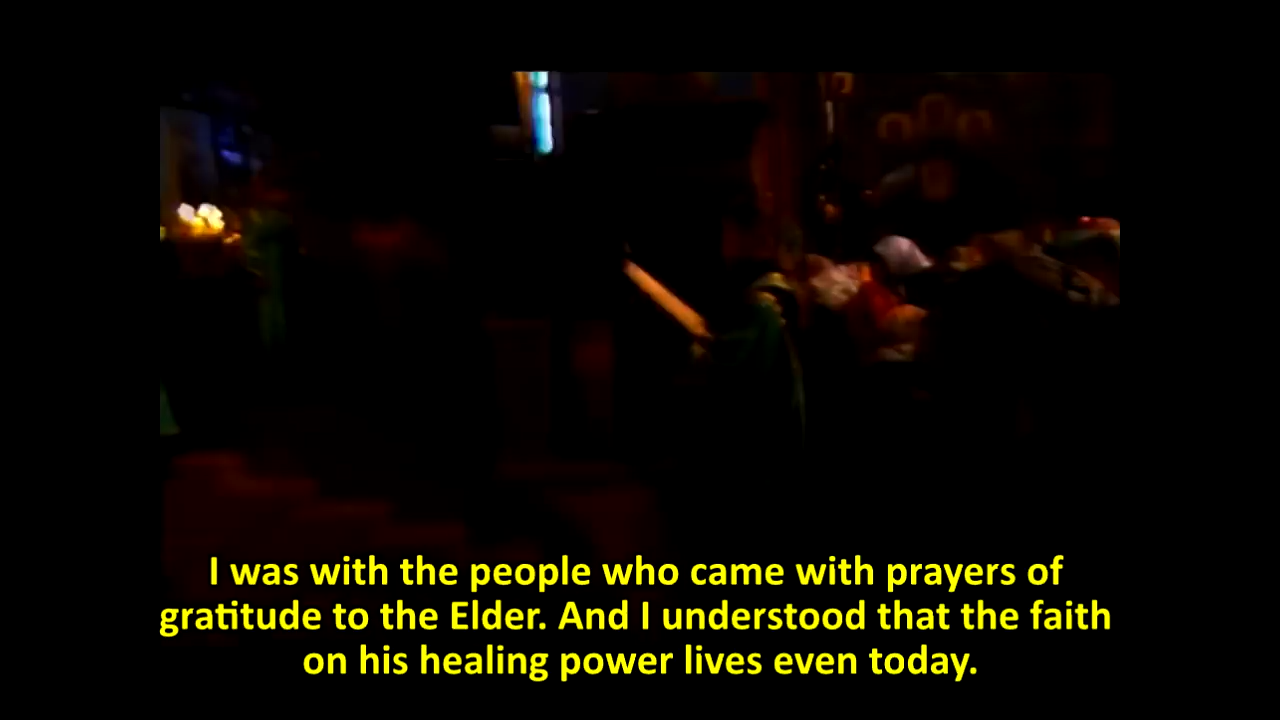 I was with the people who came with prayers of
gratitude to the Elder. And I understood that the faith
on his healing power lives even today.